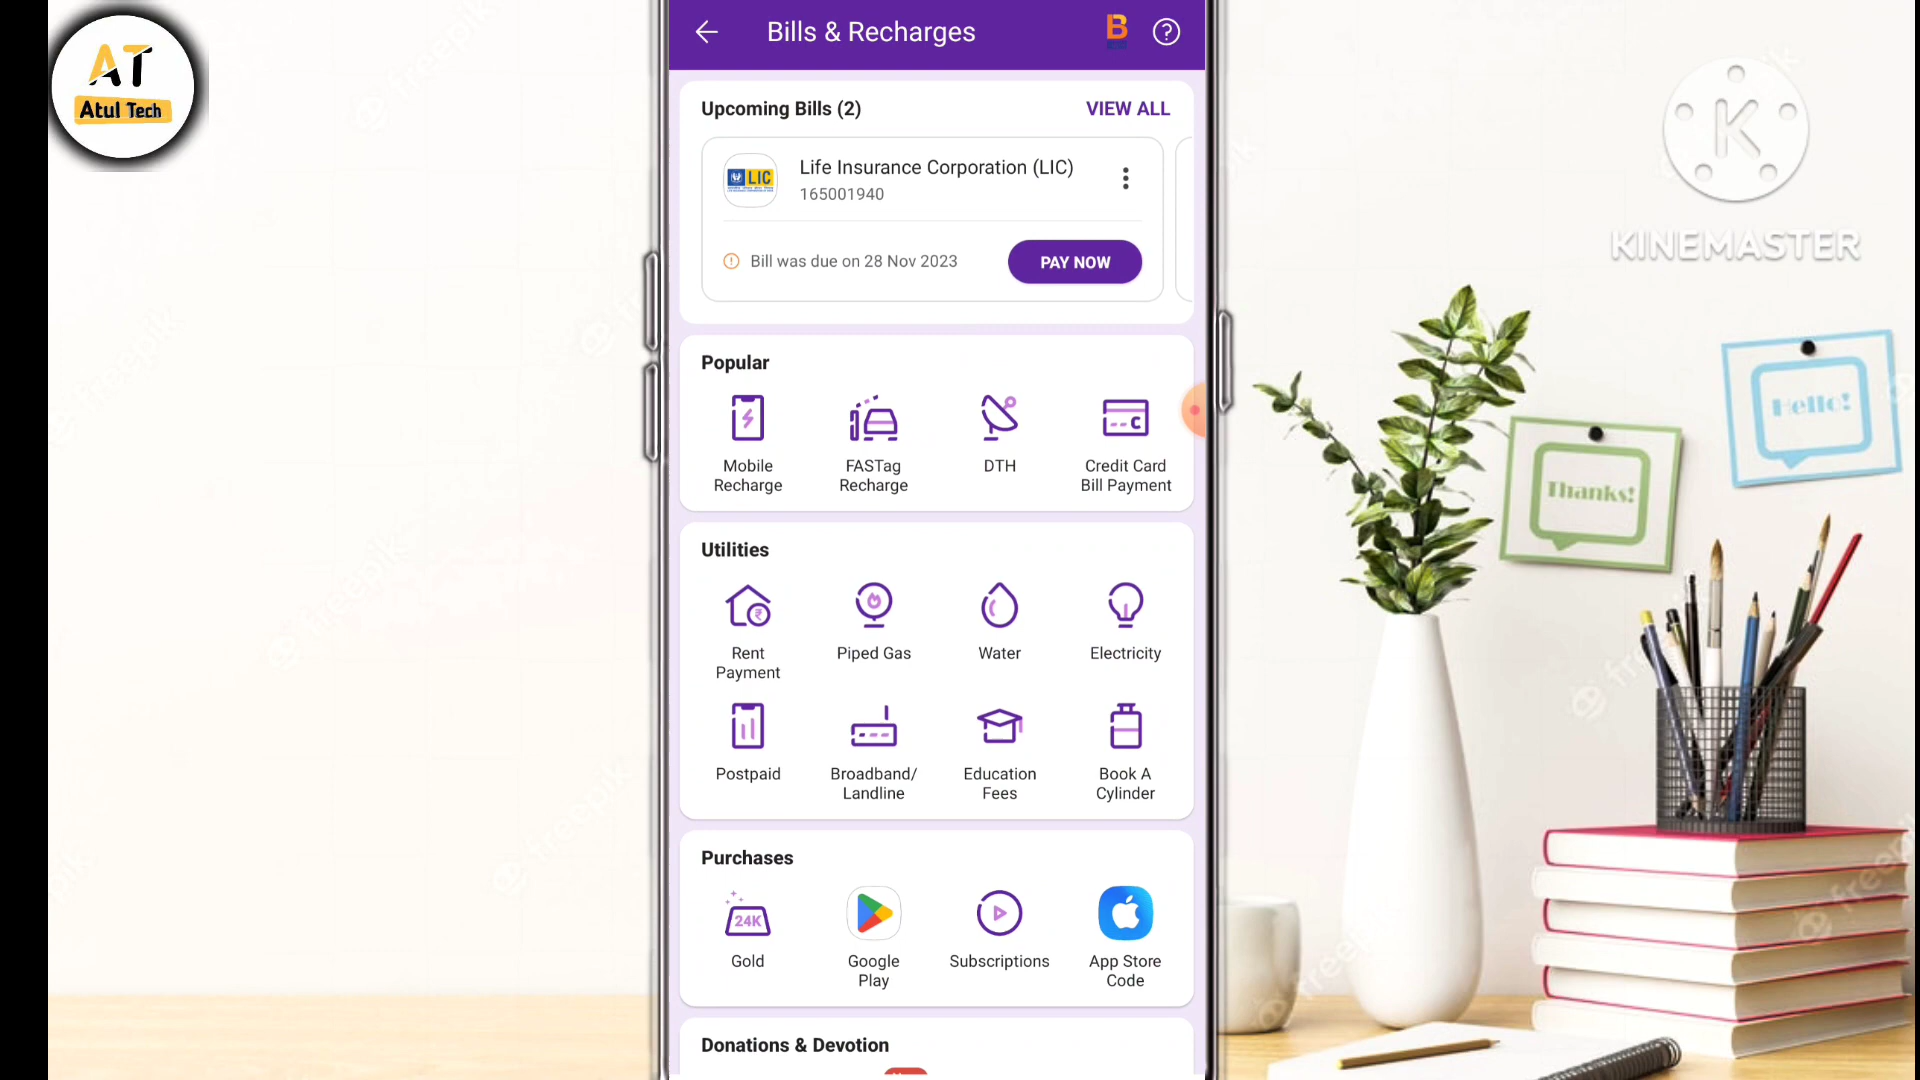 AT
Atul Tech
Bills & Recharges
B
Upcoming Bills (2)
VIEW ALL
LIC
Life Insurance Corporation (LIC)
165001940
Bill was due on 28 Nov 2023
PAY NOW
Popular
Mobile
Recharge
FASTag
Recharge
DTH
C
Credit Card
Bill Payment
Utilities
Rent
Payment
Piped Gas
Water
Electricity
Postpaid
Broadband/
Landline
Education
Fees
Book A
Cylinder
Purchases
24K
Gold
Google
Play
Subscriptions
App Store
Code
Donations & Devotion
K
KINEMASTER
Hello!
Thanks!
freepik